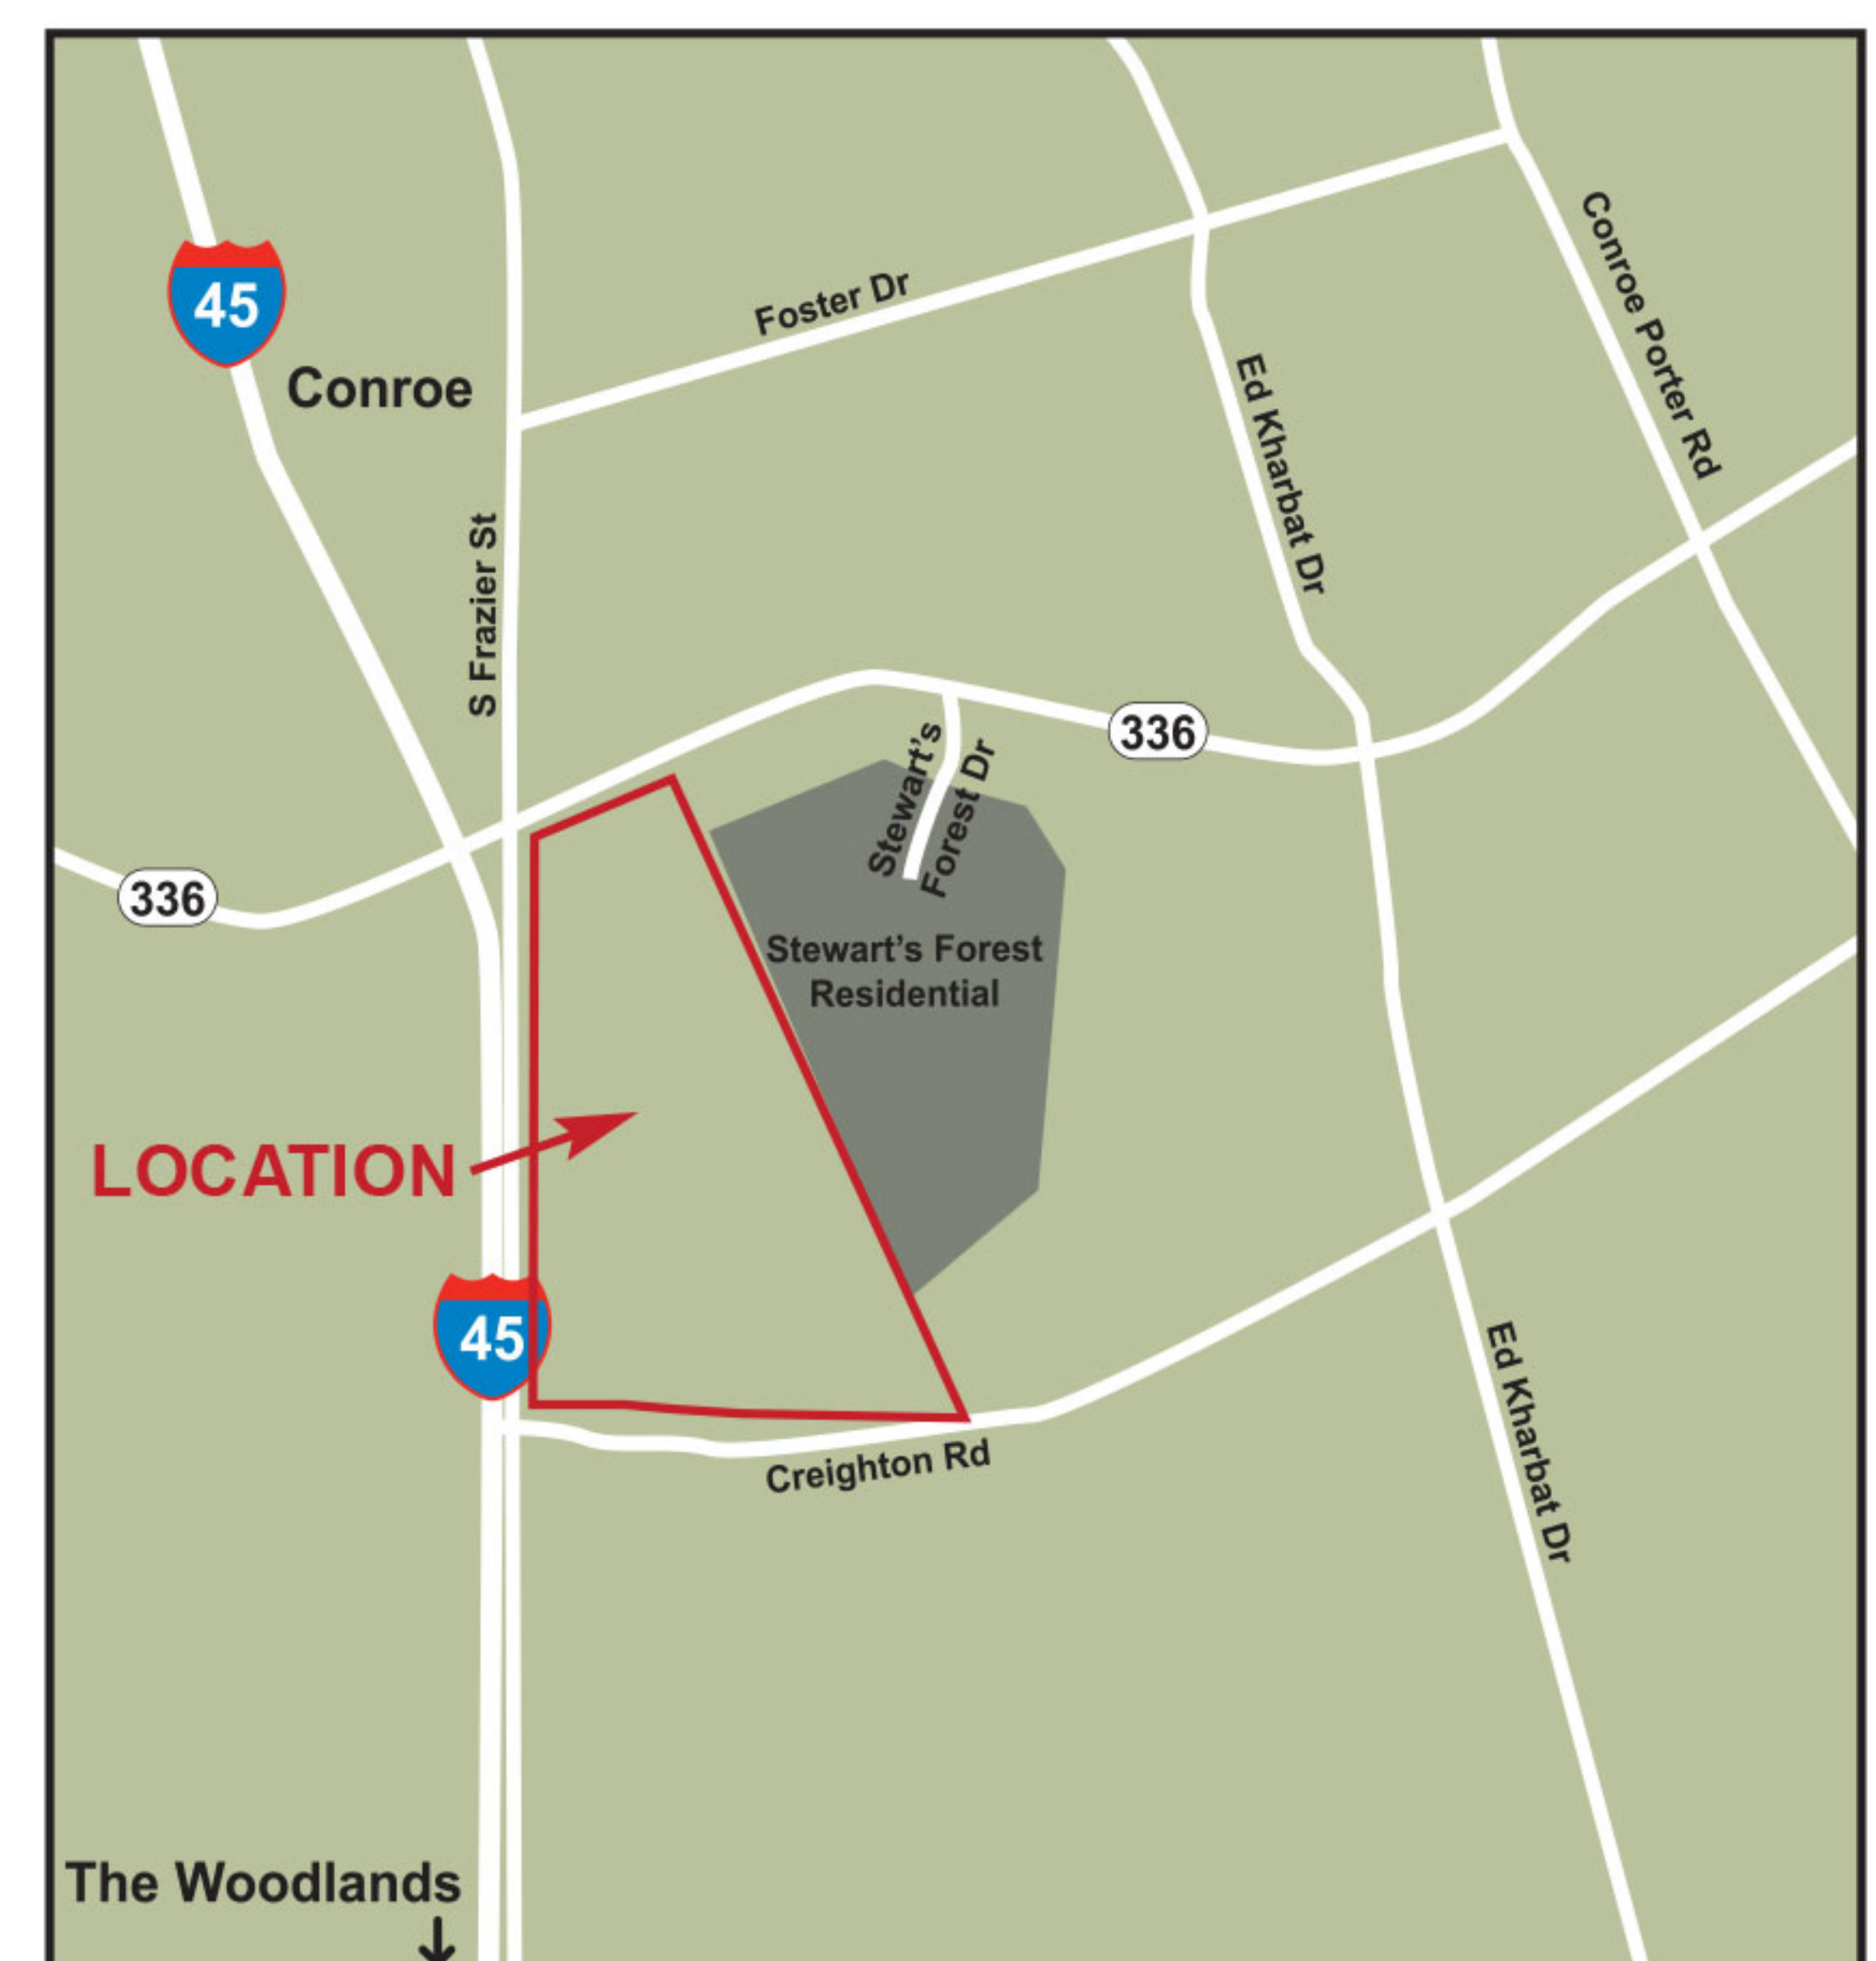 45
Conroe
Foster Dr
Conroe Porter Rd
Ed Kharbat Dr
S Frazier St
336
336
Stewart's
Forest Dr
Stewart's Forest
Residential
LOCATION
45
Creighton Rd
Ed Kharbat Dr
The Woodlands